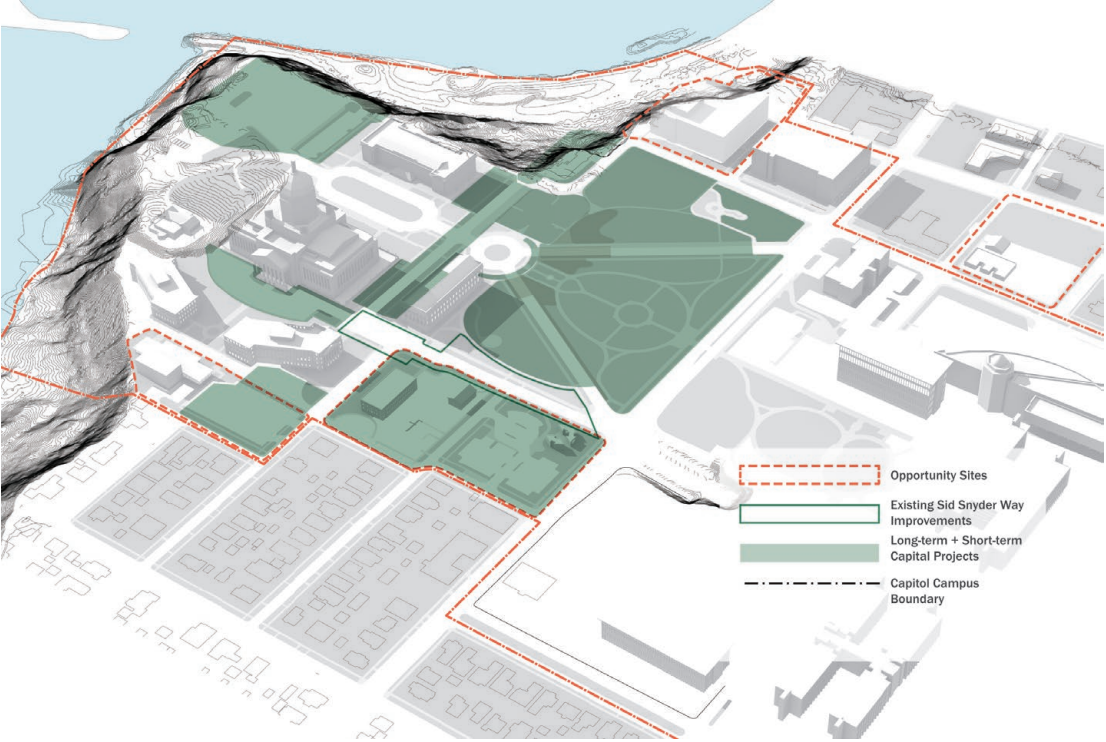 Opportunity Sites
Existing Sid Snyder Way
Improvements
Long-term + Short-term
Capital Projects
Capitol Campus
Boundary